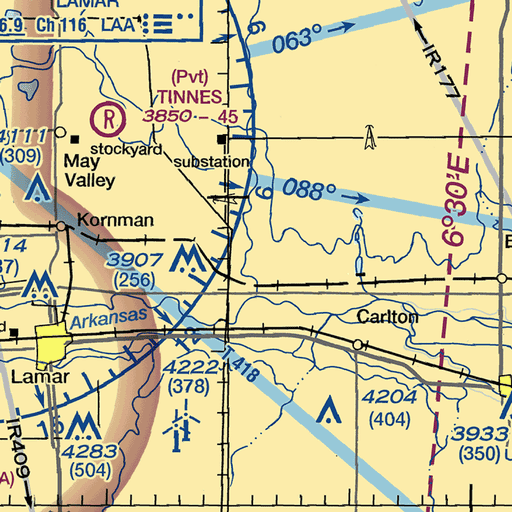 LAMAR
6.9 Ch 116 LAA
063°
IR177
(Pvt)
TINNES
3850 - 45
R
4111
(309)
stockyard
substation
May
Valley
088°
6°30'E
Kornman
3907
(256)
Arkansas
Carlton
Lamar
4222
(378)
1418
4204
(404)
3933
(350)
4283
(504)
IR409